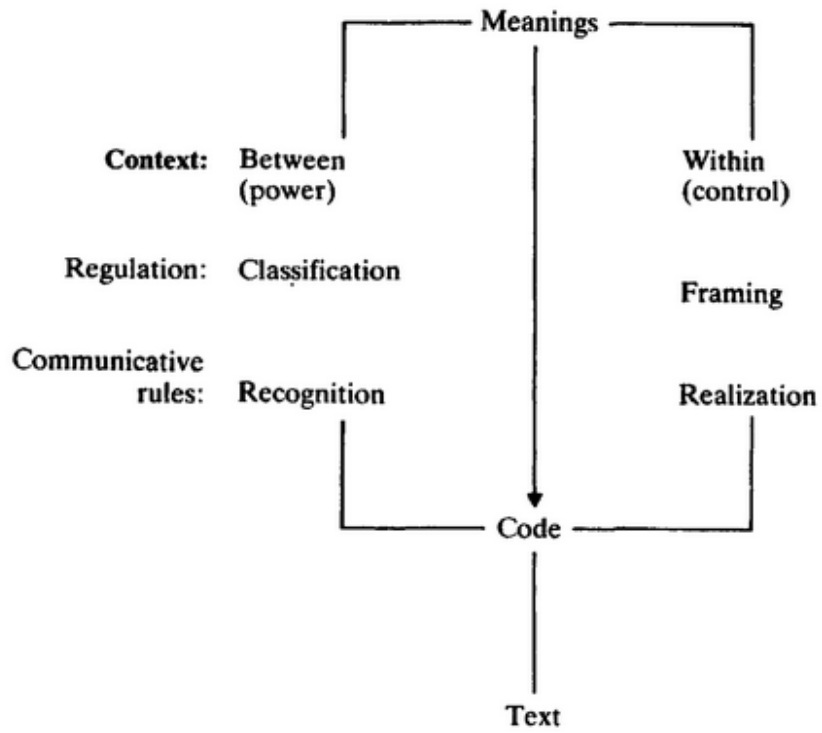 Meanings
Context: Between Within
(power) (control)
Regulation: Classification
Framing
Communicative
rules: Recognition Realization
Code
Text